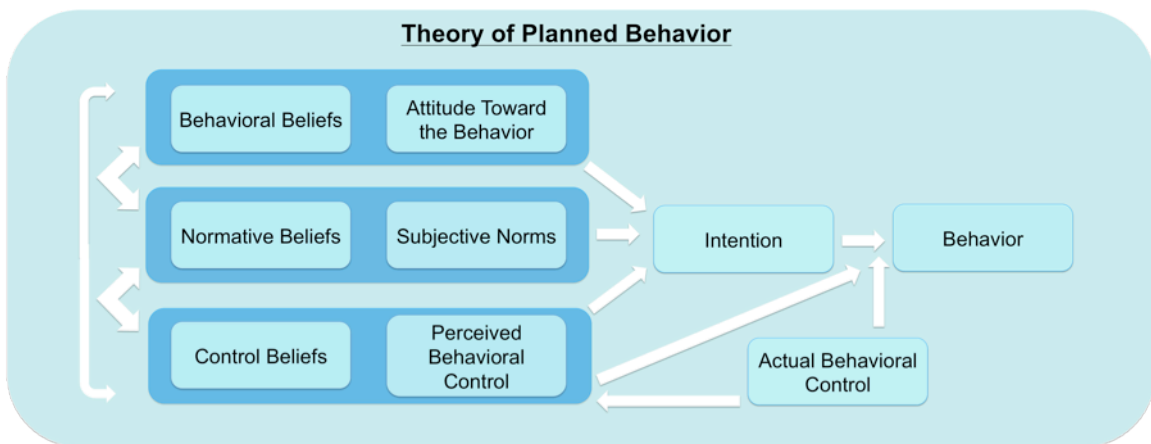 Theory of Planned Behavior
Behavioral Beliefs
Attitude Toward
the Behavior
Normative Beliefs
Subjective Norms
Control Beliefs
Perceived
Behavioral
Control
Intention
Behavior
Actual Behavioral
Control